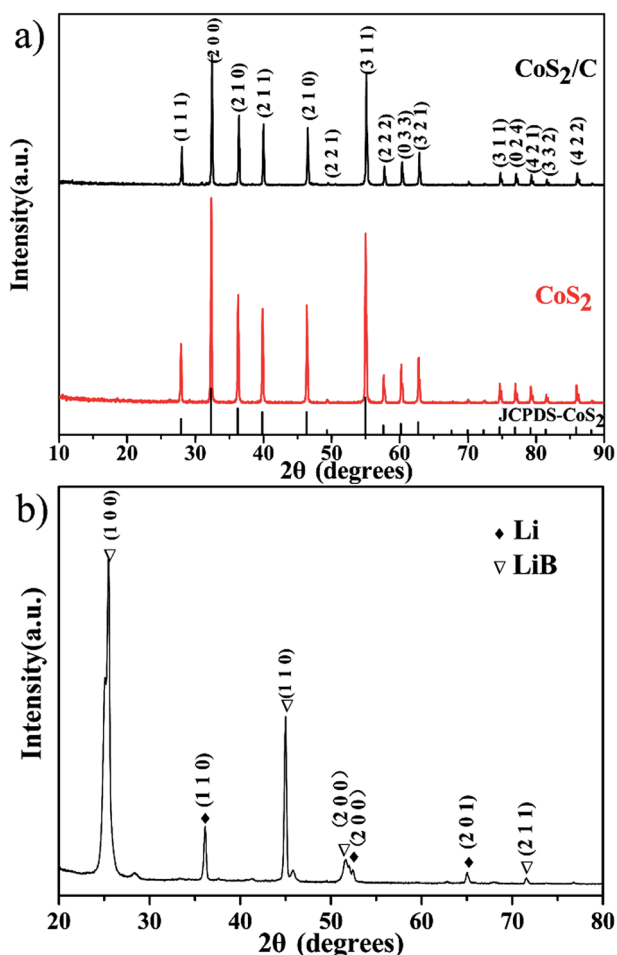 a)
CoS2/C
(1 1 1)
(2 0 0)
(2 1 0)
(2 1 1)
(2 1 0)
(2 2 1)
(3 1 1)
(2 2 2)
(0 3 3)
(3 2 1)
(3 1 1)
(0 2 4)
(4 2 1)
(3 3 2)
(4 2 2)
Intensity(a.u.)
CoS2
JCPDS-CoS2
10 20 30 40 50 60 70 80 90
2θ (degrees)
b)
(1 0 0)
Li
LiB
(1 1 0)
(1 1 0)
(2 0 0)
(2 0 0)
(2 0 1)
(2 1 1)
Intensity(a.u.)
20 30 40 50 60 70 80
2θ (degrees)